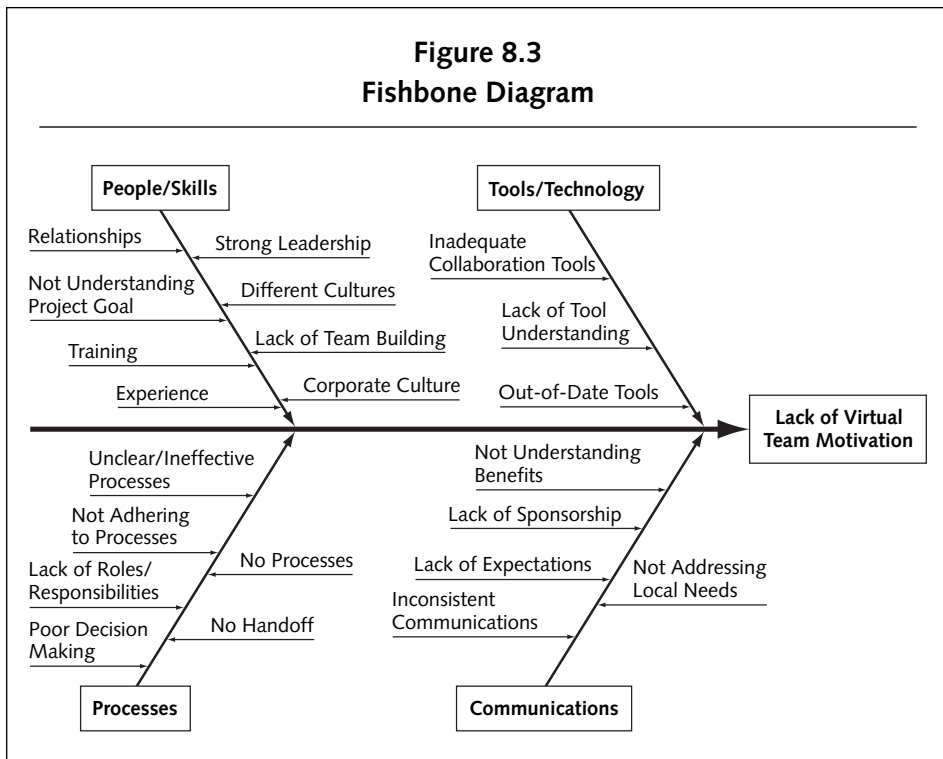 Figure 8.3
Fishbone Diagram
People/Skills
Tools/Technology
Relationships
Strong Leadership
Not Understanding
Project Goal
Different Cultures
Lack of Team Building
Training
Experience
Corporate Culture
Inadequate
Collaboration Tools
Lack of Tool
Understanding
Out-of-Date Tools
Lack of Virtual
Team Motivation
Unclear/Ineffective
Processes
Not Adhering
to Processes
No Processes
Lack of Roles/
Responsibilities
No Handoff
Poor Decision
Making
Not Understanding
Benefits
Lack of Sponsorship
Lack of Expectations
Not Addressing
Local Needs
Inconsistent
Communications
Processes
Communications